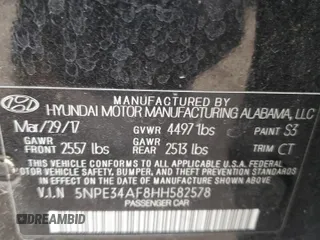 MANUFACTURED BY
HYUNDAI MOTOR MANUFACTURING ALABAMA, LLC
Mar/29/17 GVWR 4497 lbs PAINT S3
GAWR FRONT 2557 lbs GAWR REAR 2513 lbs TRIM CT
THIS VEHICLE CONFORMS TO ALL APPLICABLE
FEDERAL MOTOR VEHICLE SAFETY, BUMPER, AND
THEFT PREVENTION STANDARDS IN EFFECT ON
THE DATE OF MANUFACTURE SHOWN ABOVE.
V.I.N 5NPE34AF8HH582578
PASSENGER CAR
DREAMBID